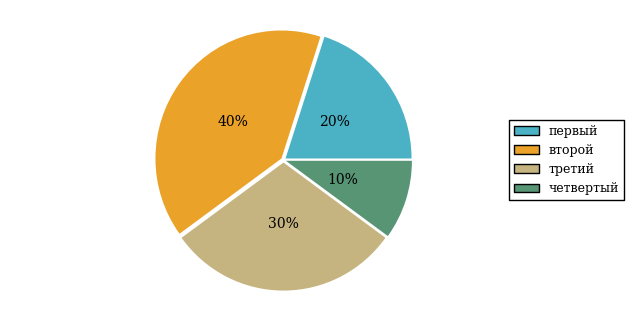 40%
20%
10%
30%
первый
второй
третий
четвертый